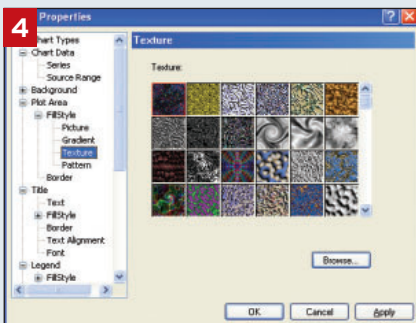 4
Properties
Chart Types
Chart Data
Series
Source Range
Background
Plot Area
FillStyle
Picture
Gradient
Texture
Pattern
Border
Title
Text
FillStyle
Border
Text Alignment
Font
Legend
FillStyle
Texture
Texture:
Browse...
OK
Cancel
Apply